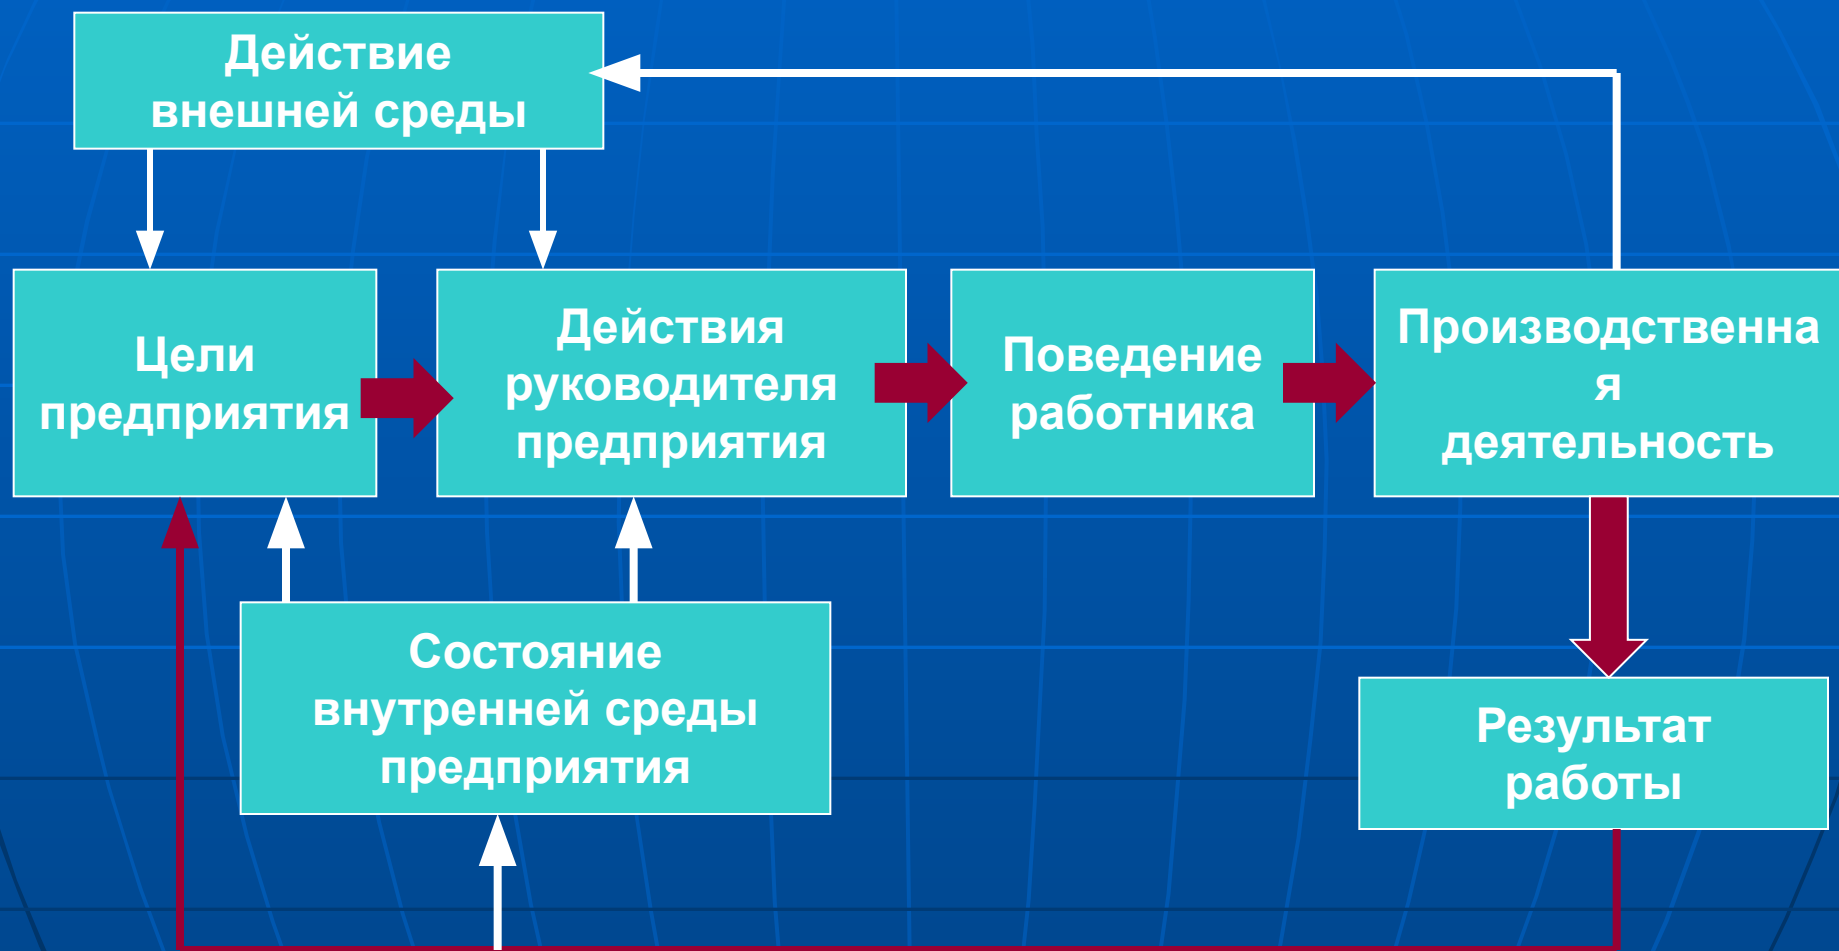 Действие
внешней среды
Цели
предприятия
Действия
руководителя
предприятия
Поведение
работника
Производственна
я
деятельность
Состояние
внутренней среды
предприятия
Результат
работы